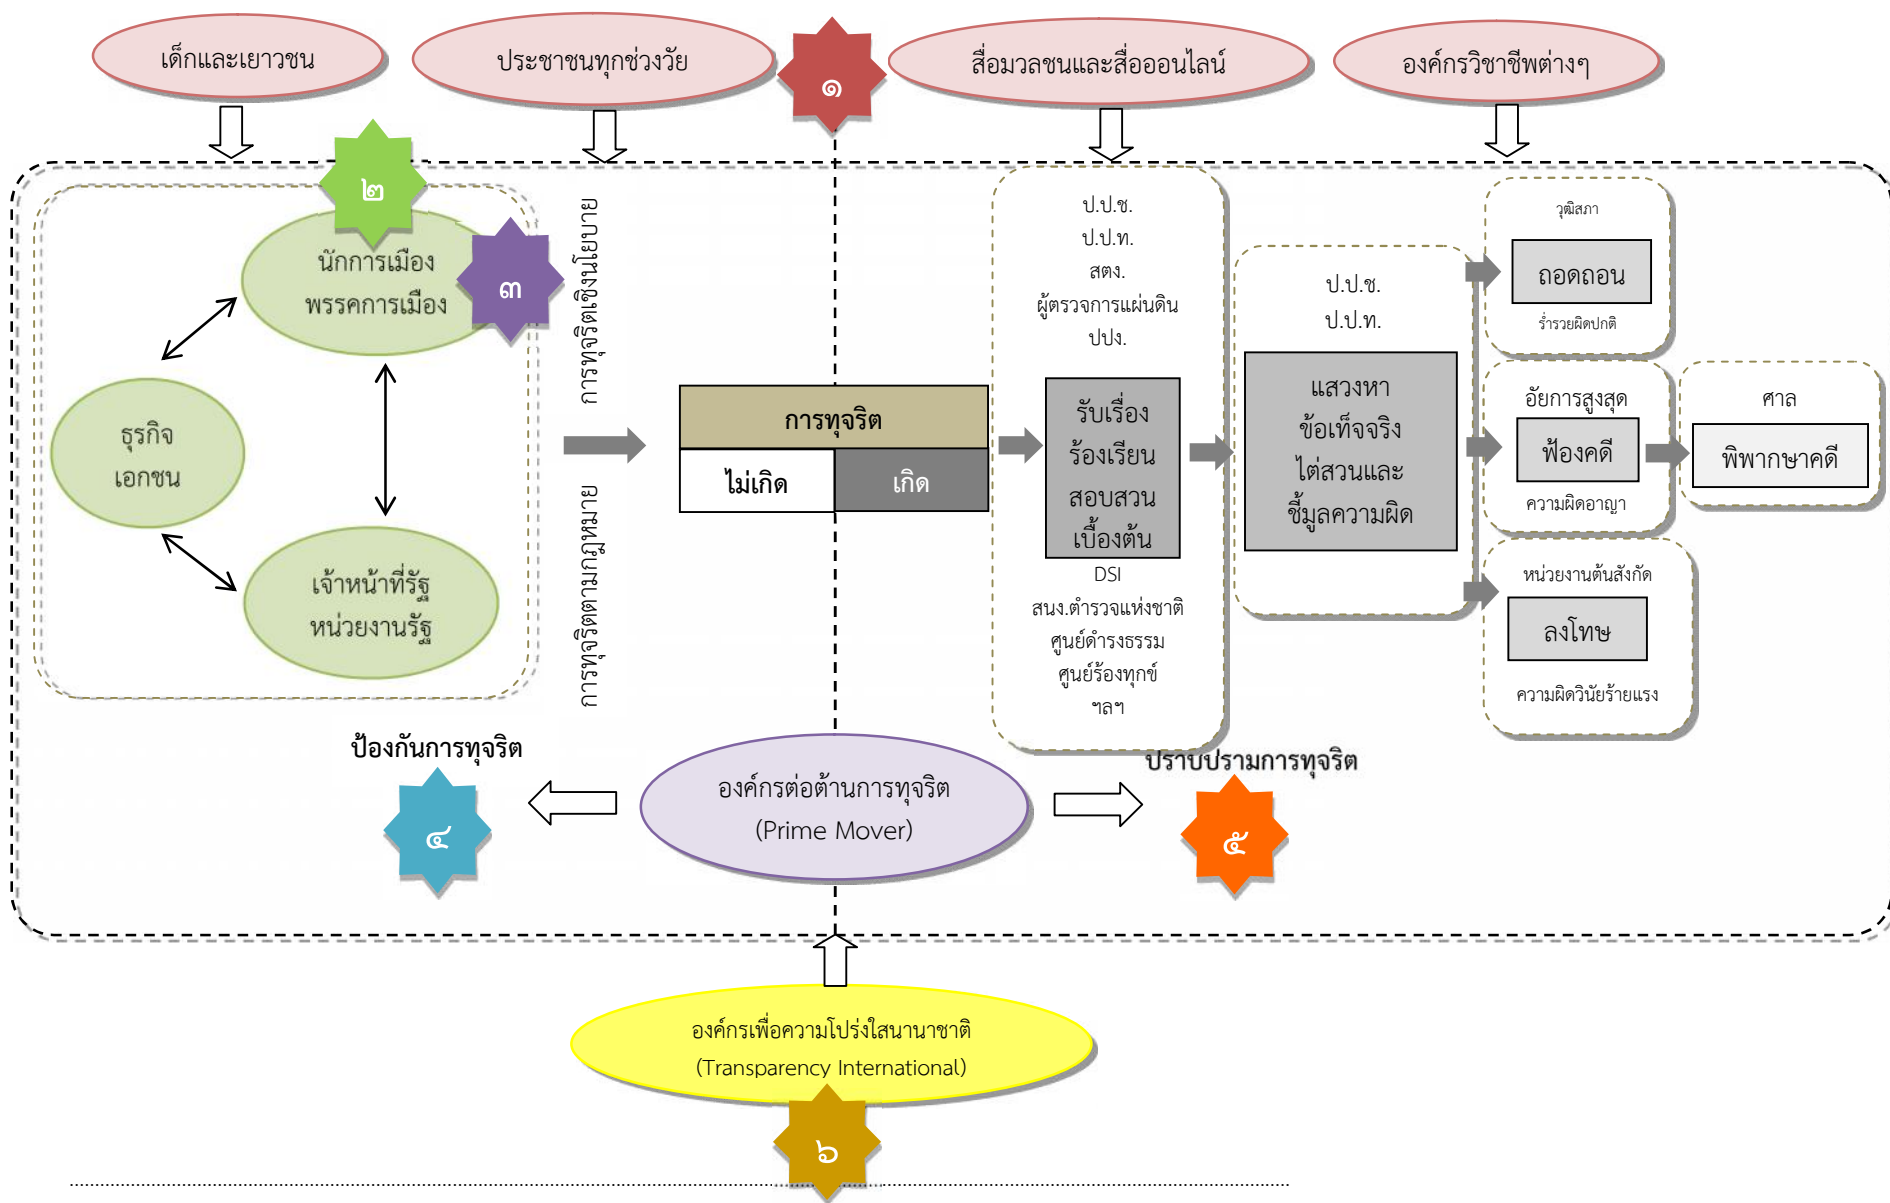 เด็กและเยาวชน
ประชาชนทุกช่วงวัย
๑
สื่อมวลชนและสื่อออนไลน์
องค์กรวิชาชีพต่างๆ
๒
นักการเมือง
พรรคการเมือง
๓
ธุรกิจ
เอกชน
เจ้าหน้าที่รัฐ
หน่วยงานรัฐ
การทุจริตเชิงนโยบาย
การทุจริตตามกฎหมาย
การทุจริต
ไม่เกิด
เกิด
ป.ป.ช.
ป.ป.ท.
สตง.
ผู้ตรวจการแผ่นดิน
ปปง.
รับเรื่อง
ร้องเรียน
สอบสวน
เบื้องต้น
DSI
สนง.ตำรวจแห่งชาติ
ศูนย์ดำรงธรรม
ศูนย์ร้องทุกข์
ฯลฯ
ป.ป.ช.
ป.ป.ท.
แสวงหา
ข้อเท็จจริง
ไต่สวนและ
ชี้มูลความผิด
วุฒิสภา
ถอดถอน
ร่ำรวยผิดปกติ
อัยการสูงสุด
ฟ้องคดี
ความผิดอาญา
ศาล
พิพากษาคดี
หน่วยงานต้นสังกัด
ลงโทษ
ความผิดวินัยร้ายแรง
ป้องกันการทุจริต
๔
องค์กรต่อต้านการทุจริต
(Prime Mover)
ปราบปรามการทุจริต
๕
องค์กรเพื่อความโปร่งใสนานาชาติ
(Transparency International)
๖